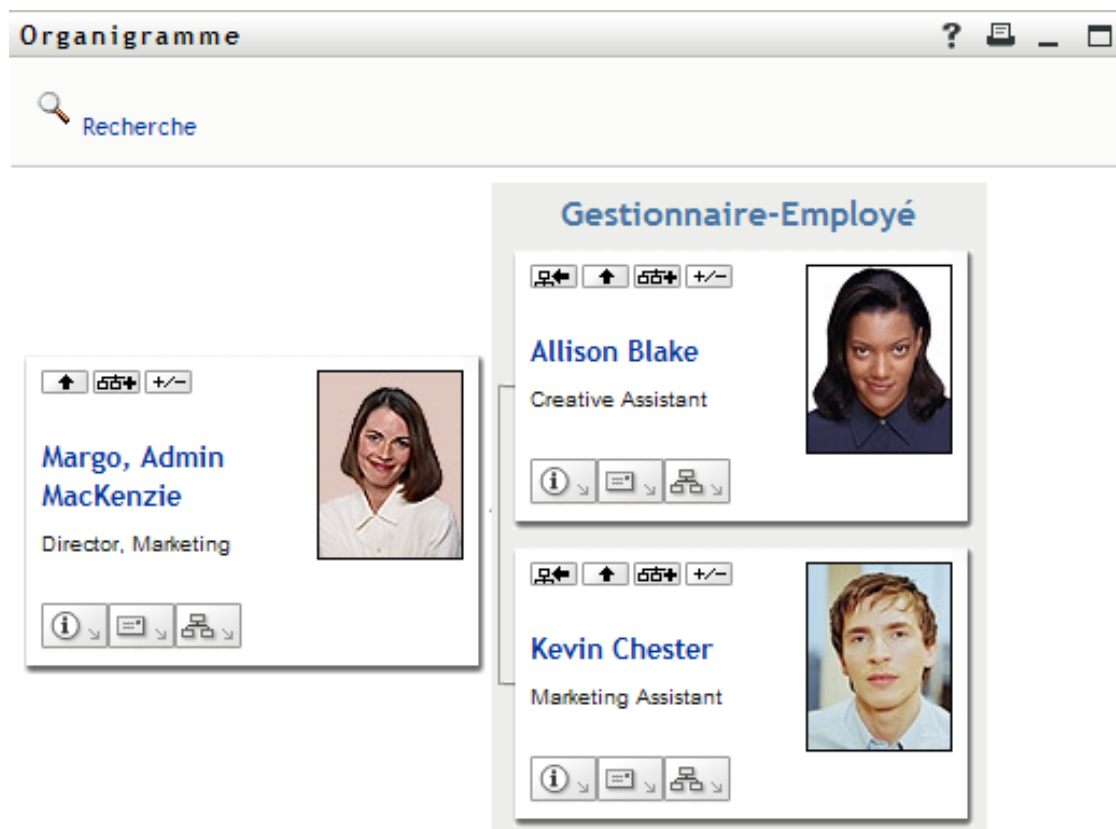 Organigramme ?
Recherche
Gestionnaire-Employé
+/-
Allison Blake
Creative Assistant
+/-
Margo, Admin
MacKenzie
Director, Marketing
+/-
Kevin Chester
Marketing Assistant